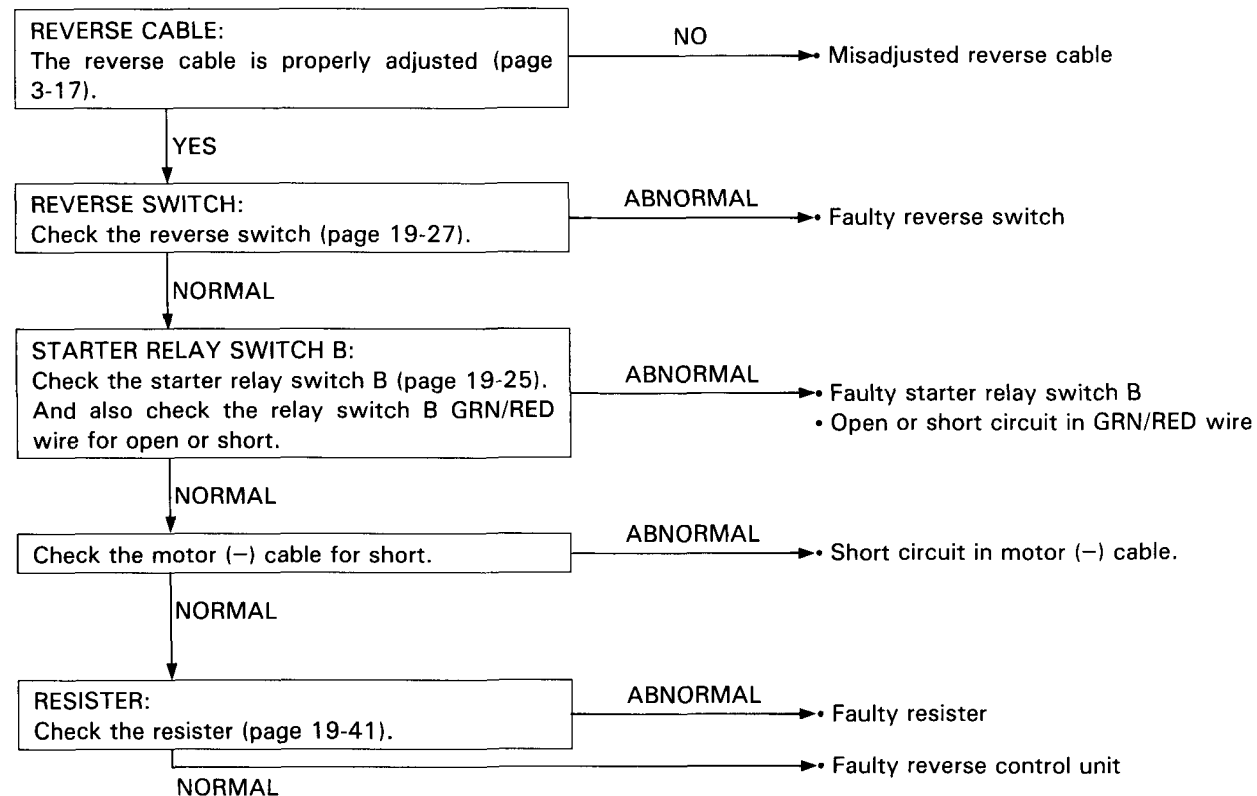 REVERSE CABLE:
The reverse cable is properly adjusted (page
3-17).
NO
• Misadjusted reverse cable
YES
REVERSE SWITCH:
Check the reverse switch (page 19-27).
ABNORMAL
• Faulty reverse switch
NORMAL
STARTER RELAY SWITCH B:
Check the starter relay switch B (page 19-25).
And also check the relay switch B GRN/RED
wire for open or short.
ABNORMAL
• Faulty starter relay switch B
• Open or short circuit in GRN/RED wire
NORMAL
Check the motor (−) cable for short.
ABNORMAL
• Short circuit in motor (−) cable.
NORMAL
RESISTER:
Check the resister (page 19-41).
ABNORMAL
• Faulty resister
NORMAL
• Faulty reverse control unit